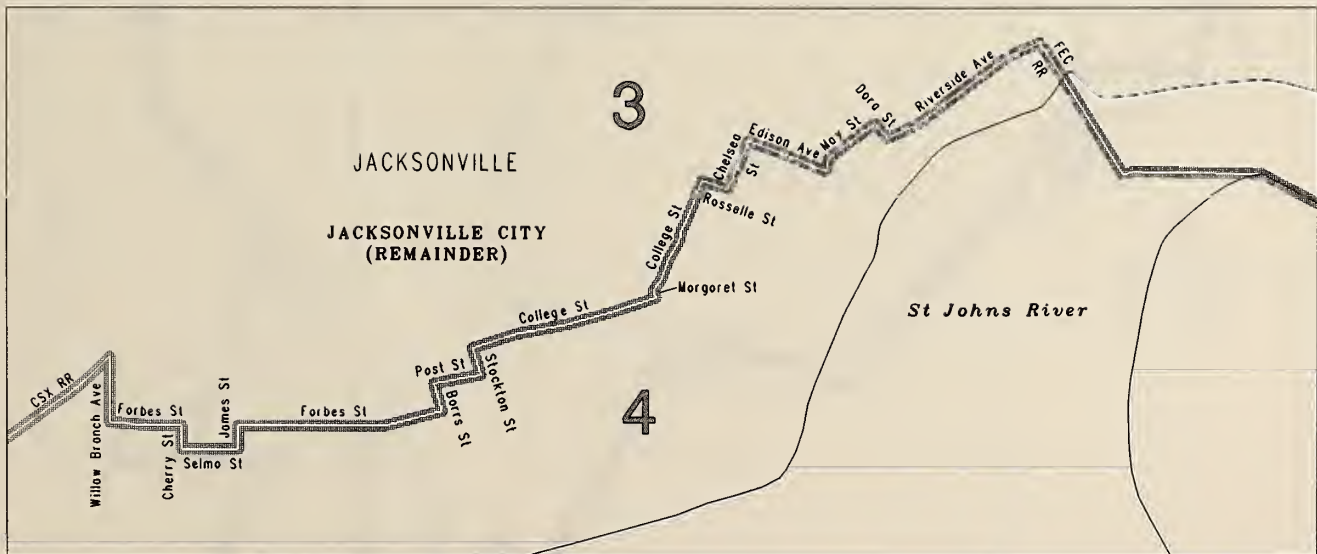 3
JACKSONVILLE
JACKSONVILLE CITY
(REMAINDER)
FEC
RR
Riverside Ave
Dora St
May St
Edison Ave
Chelsea
St
Rosselle St
College St
Morgoret St
College St
St Johns River
Post St
Stockton St
Barrs St
4
CSX RR
Willow Branch Ave
Forbes St
James St
Forbes St
Cherry St
Selmo St